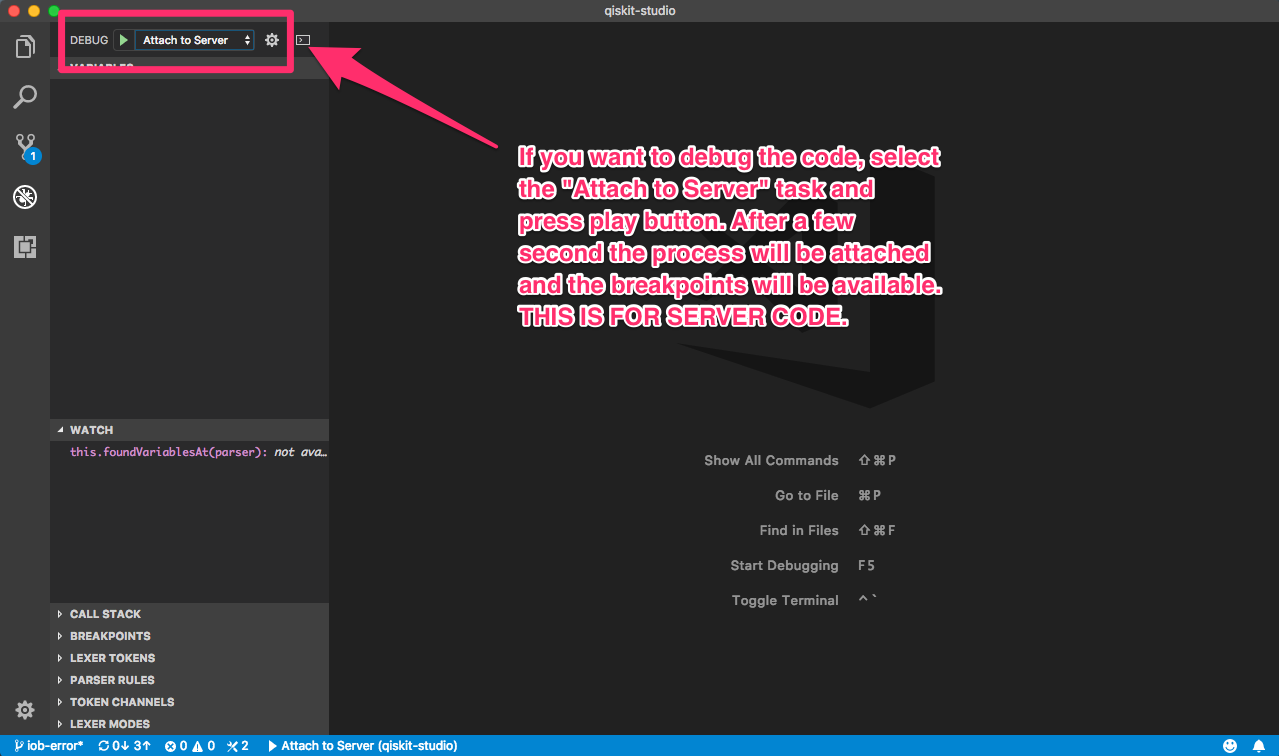 qiskit-studio
DEBUG Attach to Server
VARIABLES
If you want to debug the code, select
the "Attach to Server" task and
press play button. After a few
second the process will be attached
and the breakpoints will be available.
THIS IS FOR SERVER CODE.
1
WATCH
this.foundVariablesAt(parser): not ava…
Show All Commands ⇧⌘P
Go to File ⌘P
Find in Files ⇧⌘F
Start Debugging F5
Toggle Terminal ^`
CALL STACK
BREAKPOINTS
LEXER TOKENS
PARSER RULES
TOKEN CHANNELS
LEXER MODES
iob-error* 0↓ 3↑ 0 0 2 Attach to Server (qiskit-studio)